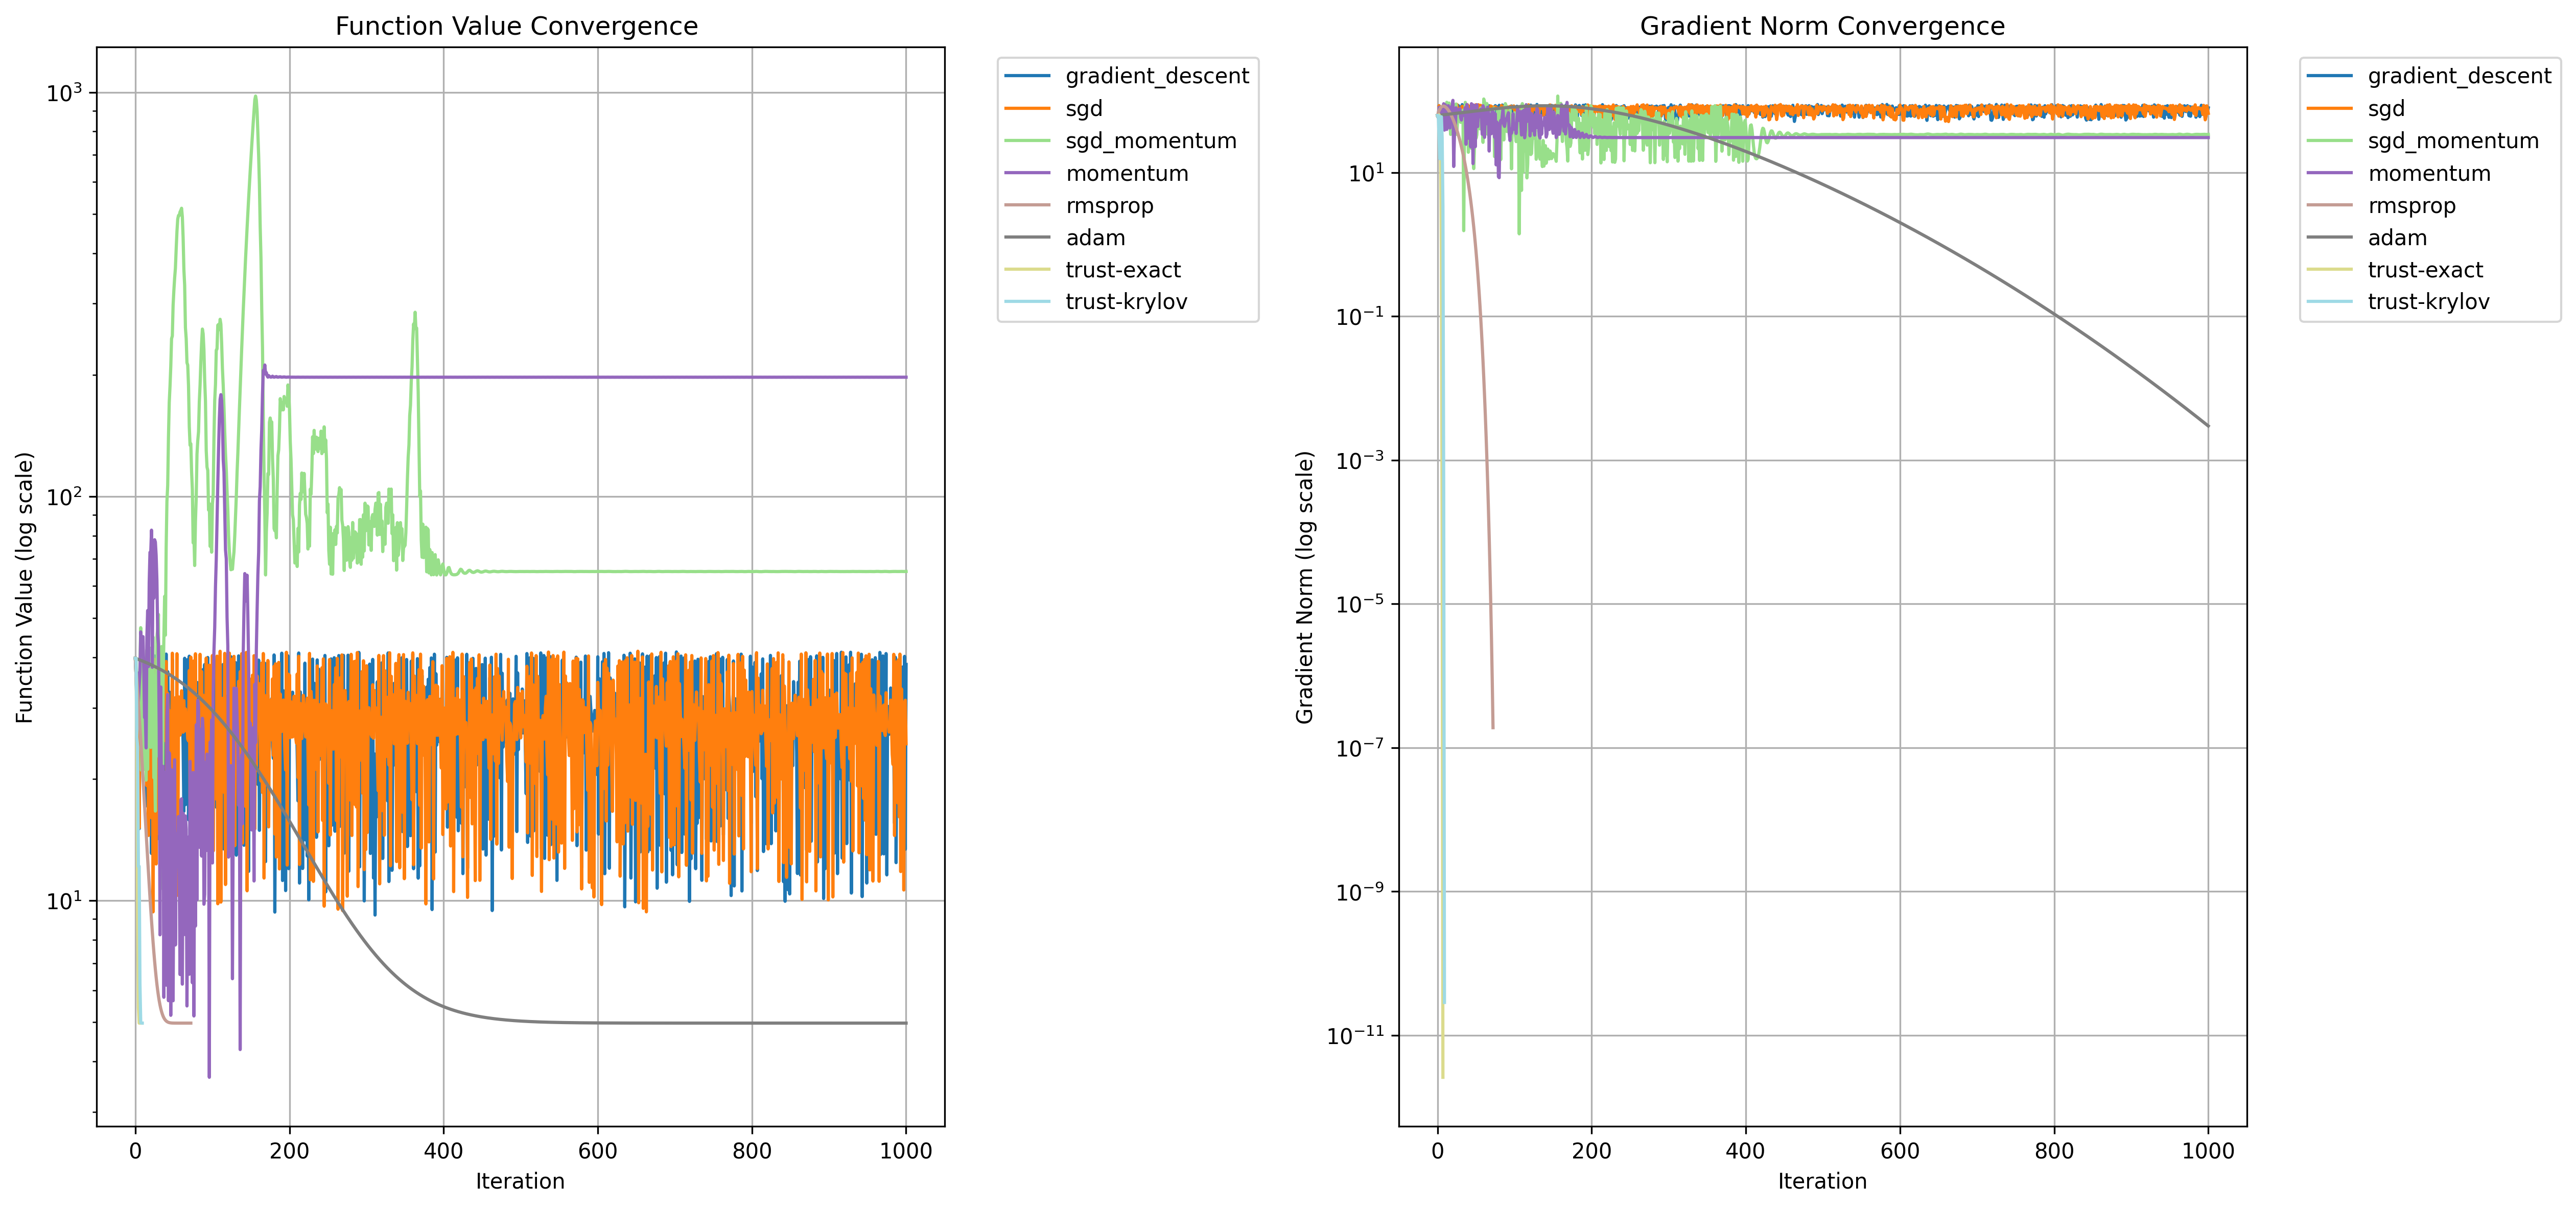 Function Value Convergence
Function Value (log scale)
10³
10²
10¹
0 200 400 600 800 1000
Iteration
gradient_descent
sgd
sgd_momentum
momentum
rmsprop
adam
trust-exact
trust-krylov
Gradient Norm Convergence
Gradient Norm (log scale)
10¹
10⁻¹
10⁻³
10⁻⁵
10⁻⁷
10⁻⁹
10⁻¹¹
0 200 400 600 800 1000
Iteration
gradient_descent
sgd
sgd_momentum
momentum
rmsprop
adam
trust-exact
trust-krylov